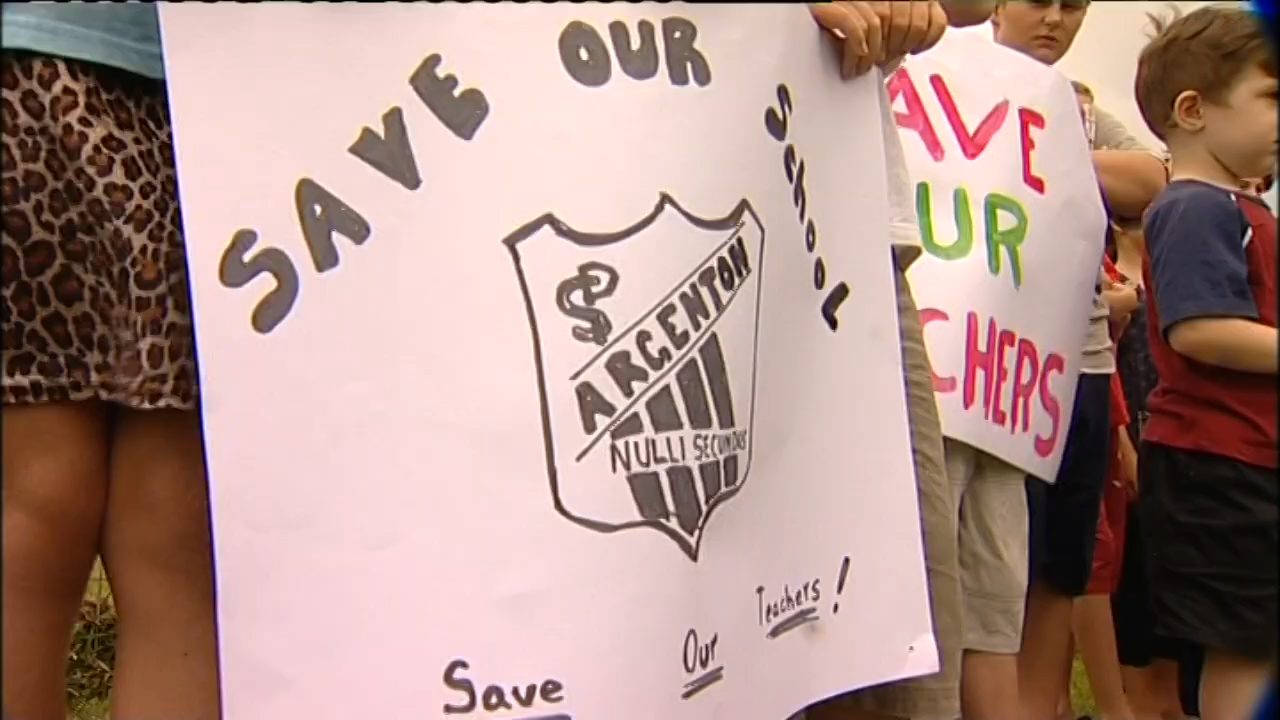 SAVE OUR SCHOOL
ARGENTON
NULLI SECUNDUS
Save Our Teachers!
AVE
UR
CHERS